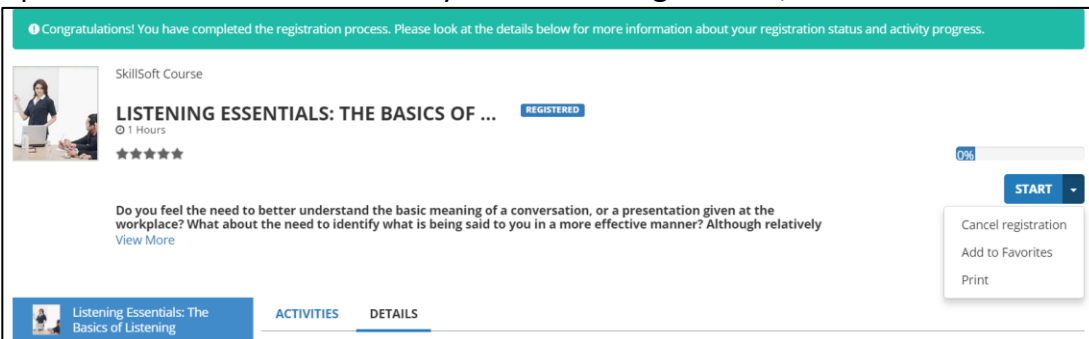 Congratulations! You have completed the registration process. Please look at the details below for more information about your registration status and activity progress.
SkillSoft Course
LISTENING ESSENTIALS: THE BASICS OF ... REGISTERED
1 Hours
0%
START
Do you feel the need to better understand the basic meaning of a conversation, or a presentation given at the
workplace? What about the need to identify what is being said to you in a more effective manner? Although relatively
View More
Cancel registration
Add to Favorites
Print
Listening Essentials: The
Basics of Listening
ACTIVITIES DETAILS